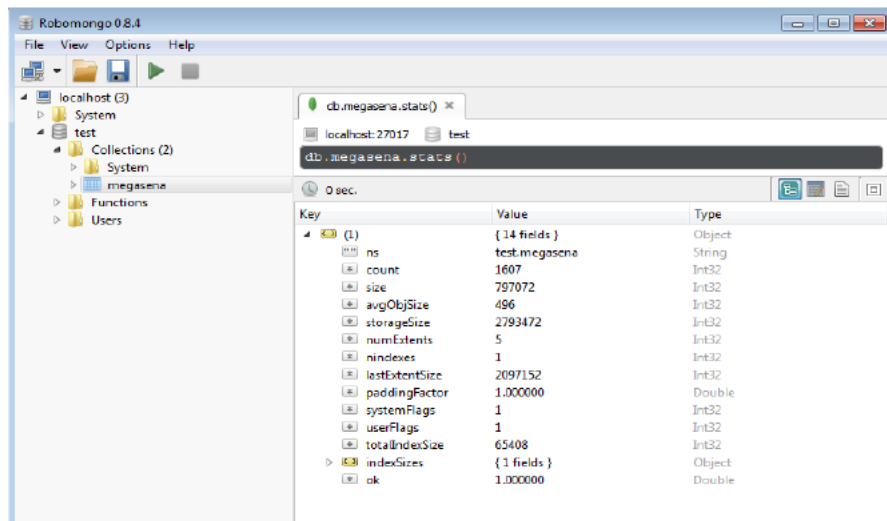 Robomongo 0.8.4
File View Options Help
localhost (3)
System
test
Collections (2)
System
megasena
Functions
Users
db.megasena.stats()
localhost:27017 test
db.megasena.stats()
0 sec.
Key Value Type
(1) { 14 fields } Object
ns test.megasena String
count 1607 Int32
size 797072 Int32
avgObjSize 496 Int32
storageSize 2793472 Int32
numExtents 5 Int32
nindexes 1 Int32
lastExtentSize 2097152 Int32
paddingFactor 1.000000 Double
systemFlags 1 Int32
userFlags 1 Int32
totalIndexSize 65408 Int32
indexSizes { 1 fields } Object
ok 1.000000 Double